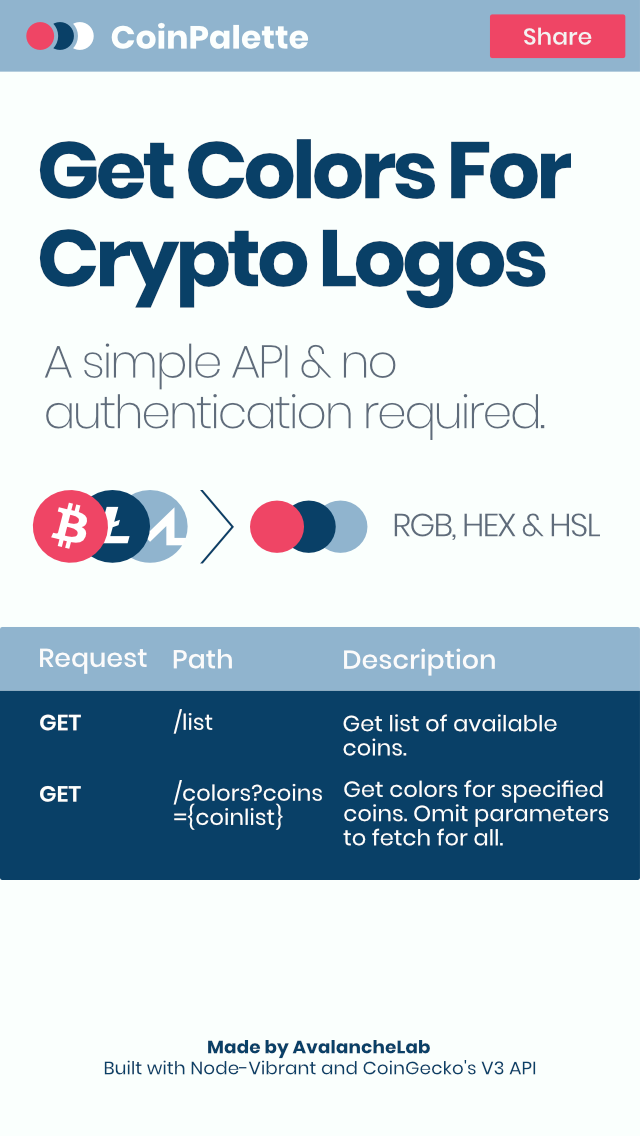 CoinPalette
Share
Get Colors For
Crypto Logos
A simple API & no
authentication required.
RGB, HEX & HSL
Request Path Description
GET /list Get list of available
coins.
GET /colors?coins Get colors for specified
={coinlist} coins. Omit parameters
to fetch for all.
Made by AvalancheLab
Built with Node-Vibrant and CoinGecko's V3 API